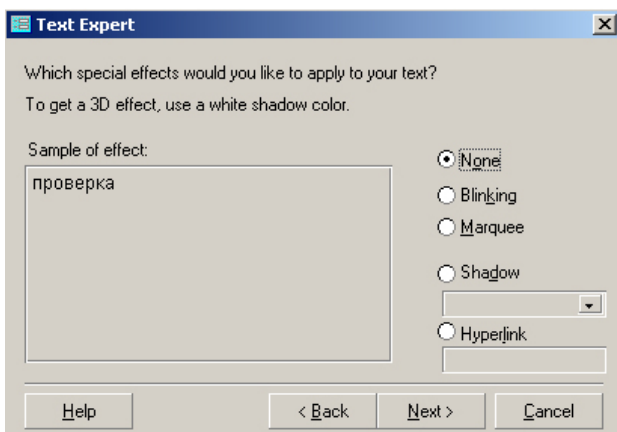 Text Expert
Which special effects would you like to apply to your text?
To get a 3D effect, use a white shadow color.
Sample of effect:
проверка
None
Blinking
Marquee
Shadow
Hyperlink
Help
< Back
Next >
Cancel